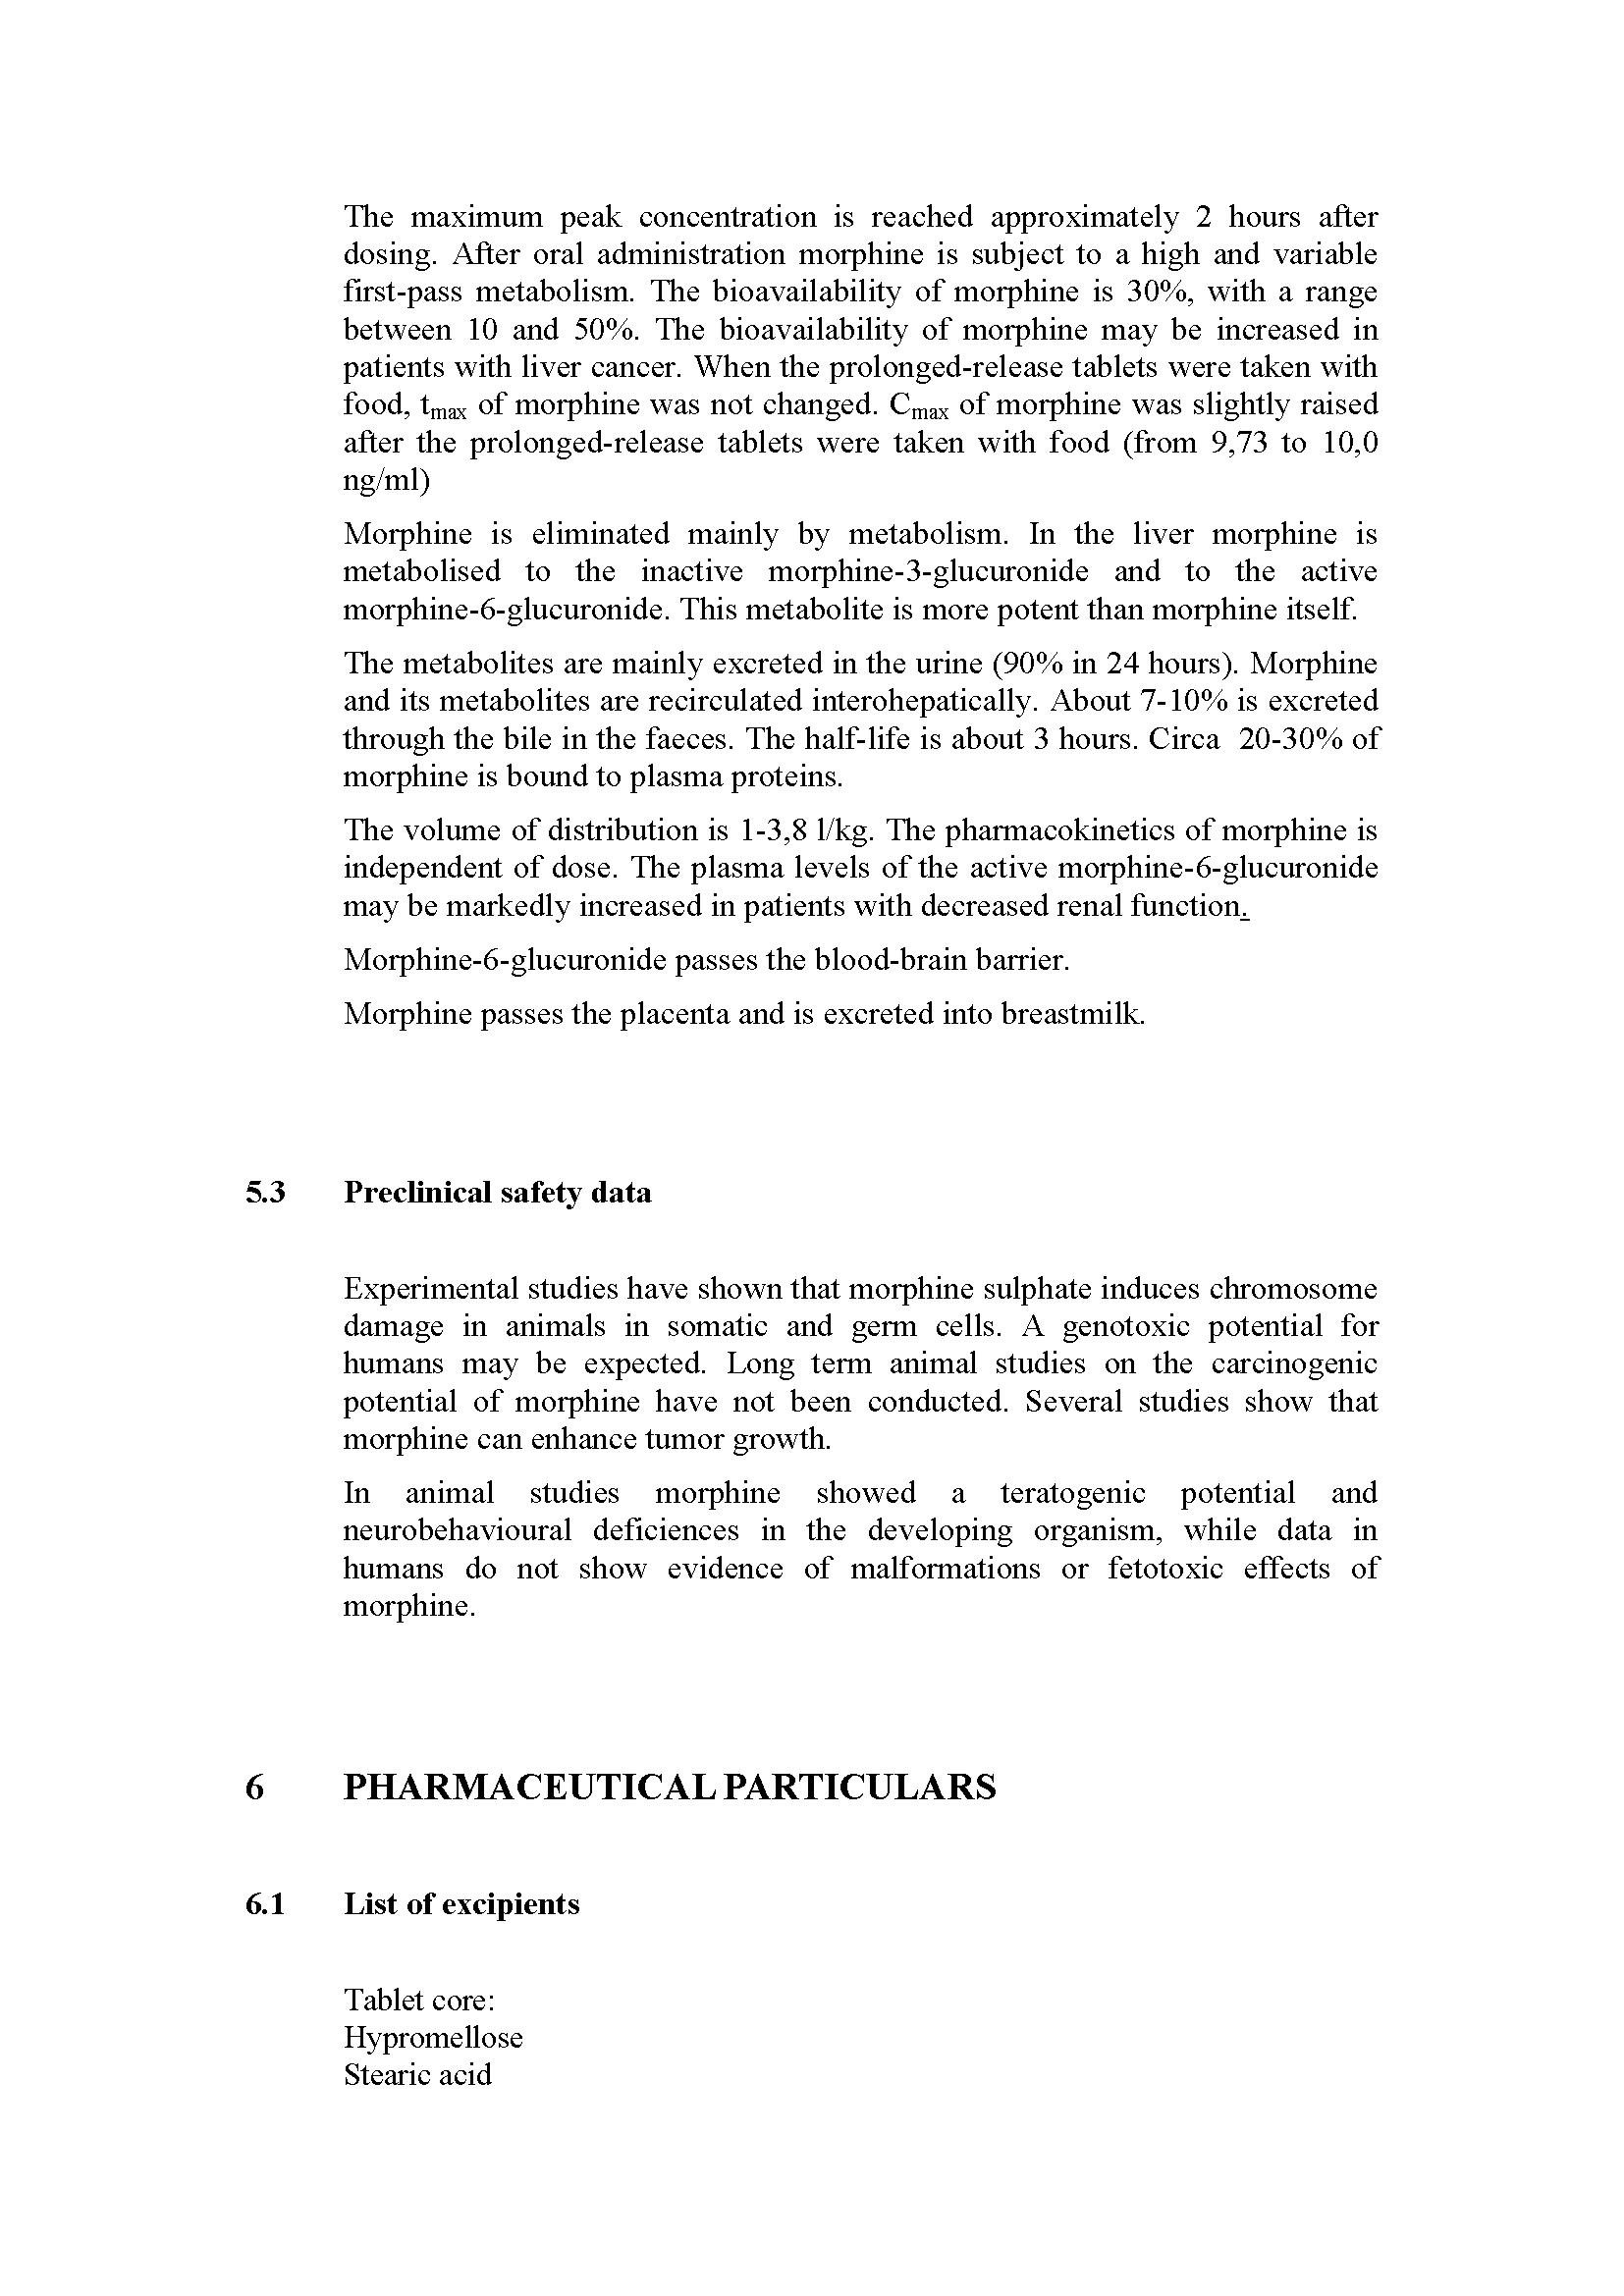 The maximum peak concentration is reached approximately 2 hours after
dosing. After oral administration morphine is subject to a high and variable
first-pass metabolism. The bioavailability of morphine is 30%, with a range
between 10 and 50%. The bioavailability of morphine may be increased in
patients with liver cancer. When the prolonged-release tablets were taken with
food, tmax of morphine was not changed. Cmax of morphine was slightly raised
after the prolonged-release tablets were taken with food (from 9,73 to 10,0
ng/ml)
Morphine is eliminated mainly by metabolism. In the liver morphine is
metabolised to the inactive morphine-3-glucuronide and to the active
morphine-6-glucuronide. This metabolite is more potent than morphine itself.
The metabolites are mainly excreted in the urine (90% in 24 hours). Morphine
and its metabolites are recirculated interohepatically. About 7-10% is excreted
through the bile in the faeces. The half-life is about 3 hours. Circa 20-30% of
morphine is bound to plasma proteins.
The volume of distribution is 1-3,8 l/kg. The pharmacokinetics of morphine is
independent of dose. The plasma levels of the active morphine-6-glucuronide
may be markedly increased in patients with decreased renal function.
Morphine-6-glucuronide passes the blood-brain barrier.
Morphine passes the placenta and is excreted into breastmilk.
5.3 Preclinical safety data
Experimental studies have shown that morphine sulphate induces chromosome
damage in animals in somatic and germ cells. A genotoxic potential for
humans may be expected. Long term animal studies on the carcinogenic
potential of morphine have not been conducted. Several studies show that
morphine can enhance tumor growth.
In animal studies morphine showed a teratogenic potential and
neurobehavioural deficiences in the developing organism, while data in
humans do not show evidence of malformations or fetotoxic effects of
morphine.
6 PHARMACEUTICAL PARTICULARS
6.1 List of excipients
Tablet core:
Hypromellose
Stearic acid